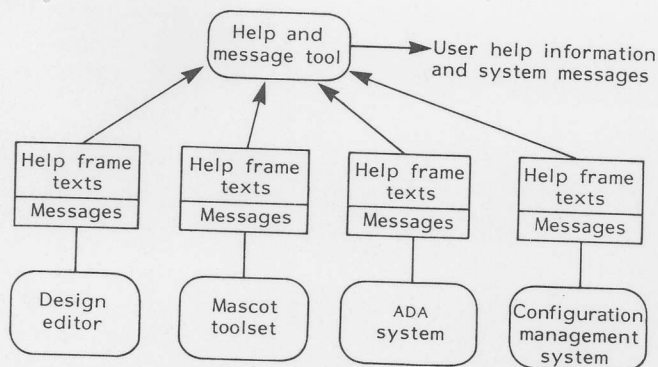 Help and
message tool
User help information
and system messages
Help frame
texts
Messages
Help frame
texts
Messages
Help frame
texts
Messages
Help frame
texts
Messages
Design
editor
Mascot
toolset
ADA
system
Configuration
management
system